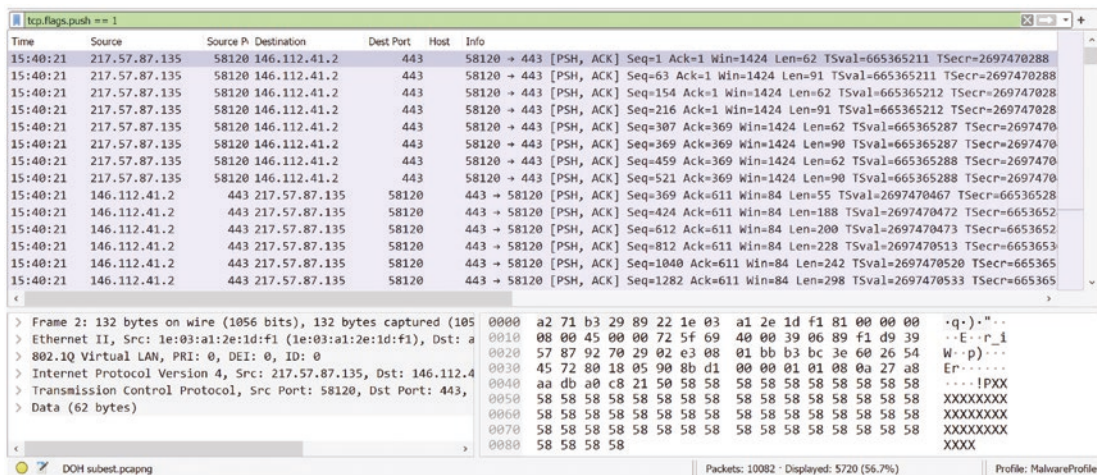 tcp.flags.push == 1
Time Source Source P Destination Dest Port Host Info
15:40:21 217.57.87.135 58120 146.112.41.2 443 58120 → 443 [PSH, ACK] Seq=1 Ack=1 Win=1424 Len=62 TSval=665365211 TSecr=2697470288
15:40:21 217.57.87.135 58120 146.112.41.2 443 58120 → 443 [PSH, ACK] Seq=63 Ack=1 Win=1424 Len=91 TSval=665365211 TSecr=2697470288
15:40:21 217.57.87.135 58120 146.112.41.2 443 58120 → 443 [PSH, ACK] Seq=154 Ack=1 Win=1424 Len=62 TSval=665365212 TSecr=269747028
15:40:21 217.57.87.135 58120 146.112.41.2 443 58120 → 443 [PSH, ACK] Seq=216 Ack=1 Win=1424 Len=91 TSval=665365212 TSecr=269747028
15:40:21 217.57.87.135 58120 146.112.41.2 443 58120 → 443 [PSH, ACK] Seq=307 Ack=369 Win=1424 Len=62 TSval=665365287 TSecr=2697470
15:40:21 217.57.87.135 58120 146.112.41.2 443 58120 → 443 [PSH, ACK] Seq=369 Ack=369 Win=1424 Len=90 TSval=665365287 TSecr=2697470
15:40:21 217.57.87.135 58120 146.112.41.2 443 58120 → 443 [PSH, ACK] Seq=459 Ack=369 Win=1424 Len=62 TSval=665365288 TSecr=2697470
15:40:21 217.57.87.135 58120 146.112.41.2 443 58120 → 443 [PSH, ACK] Seq=521 Ack=369 Win=1424 Len=90 TSval=665365288 TSecr=2697470
15:40:21 146.112.41.2 443 217.57.87.135 58120 443 → 58120 [PSH, ACK] Seq=369 Ack=611 Win=84 Len=55 TSval=2697470467 TSecr=66536528
15:40:21 146.112.41.2 443 217.57.87.135 58120 443 → 58120 [PSH, ACK] Seq=424 Ack=611 Win=84 Len=188 TSval=2697470472 TSecr=6653652
15:40:21 146.112.41.2 443 217.57.87.135 58120 443 → 58120 [PSH, ACK] Seq=612 Ack=611 Win=84 Len=200 TSval=2697470473 TSecr=6653652
15:40:21 146.112.41.2 443 217.57.87.135 58120 443 → 58120 [PSH, ACK] Seq=812 Ack=611 Win=84 Len=228 TSval=2697470513 TSecr=6653653
15:40:21 146.112.41.2 443 217.57.87.135 58120 443 → 58120 [PSH, ACK] Seq=1040 Ack=611 Win=84 Len=242 TSval=2697470520 TSecr=665365
15:40:21 146.112.41.2 443 217.57.87.135 58120 443 → 58120 [PSH, ACK] Seq=1282 Ack=611 Win=84 Len=298 TSval=2697470533 TSecr=665365
Frame 2: 132 bytes on wire (1056 bits), 132 bytes captured (105
Ethernet II, Src: 1e:03:a1:2e:1d:f1 (1e:03:a1:2e:1d:f1), Dst: a
802.1Q Virtual LAN, PRI: 0, DEI: 0, ID: 0
Internet Protocol Version 4, Src: 217.57.87.135, Dst: 146.112.4
Transmission Control Protocol, Src Port: 58120, Dst Port: 443,
Data (62 bytes)
0000 a2 71 b3 29 89 22 1e 03 a1 2e 1d f1 81 00 00 00 ·q·)·"··
0010 08 00 45 00 00 72 5f 69 40 00 39 06 89 f1 d9 39 ··E··r_i
0020 57 87 92 70 29 02 e3 08 01 bb b3 bc 3e 60 26 54 W··p)···
0030 45 72 80 18 05 90 8b d1 00 00 01 01 08 0a 27 a8 Er······
0040 aa db a0 c8 21 50 58 58 58 58 58 58 58 58 58 58 ····!PXX
0050 58 58 58 58 58 58 58 58 58 58 58 58 58 58 58 58 XXXXXXXX
0060 58 58 58 58 58 58 58 58 58 58 58 58 58 58 58 58 XXXXXXXX
0070 58 58 58 58 58 58 58 58 58 58 58 58 58 58 58 58 XXXXXXXX
0080 58 58 58 58 XXXX
DOH subest.pcapng Packets: 10082 · Displayed: 5720 (56.7%) Profile: MalwareProfile